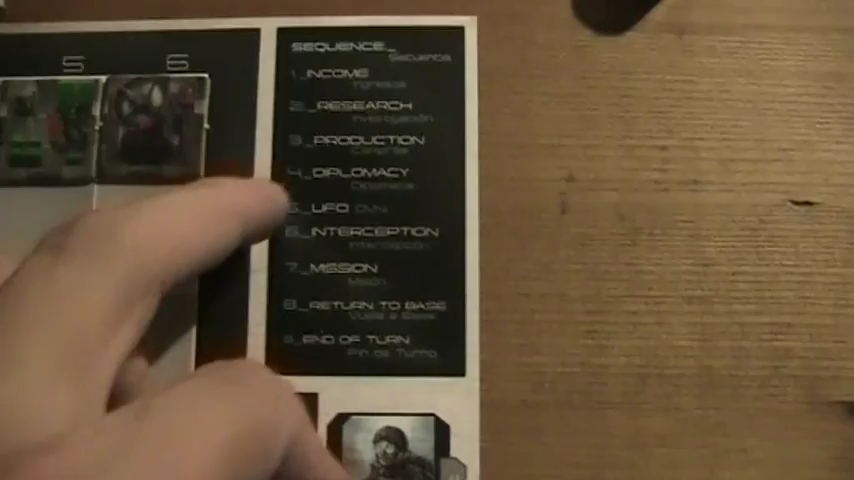 5 6
SEQUENCE_
Secuencia
1_INCOME
Ingresos
2_RESEARCH
Investigación
3_PRODUCTION
Compras
4_DIPLOMACY
Diplomacia
5_UFO OVNI
6_INTERCEPTION
Intercepción
7_MISSION
Misión
8_RETURN TO BASE
Vuelta a Base
9_END OF TURN
Fin de Turno